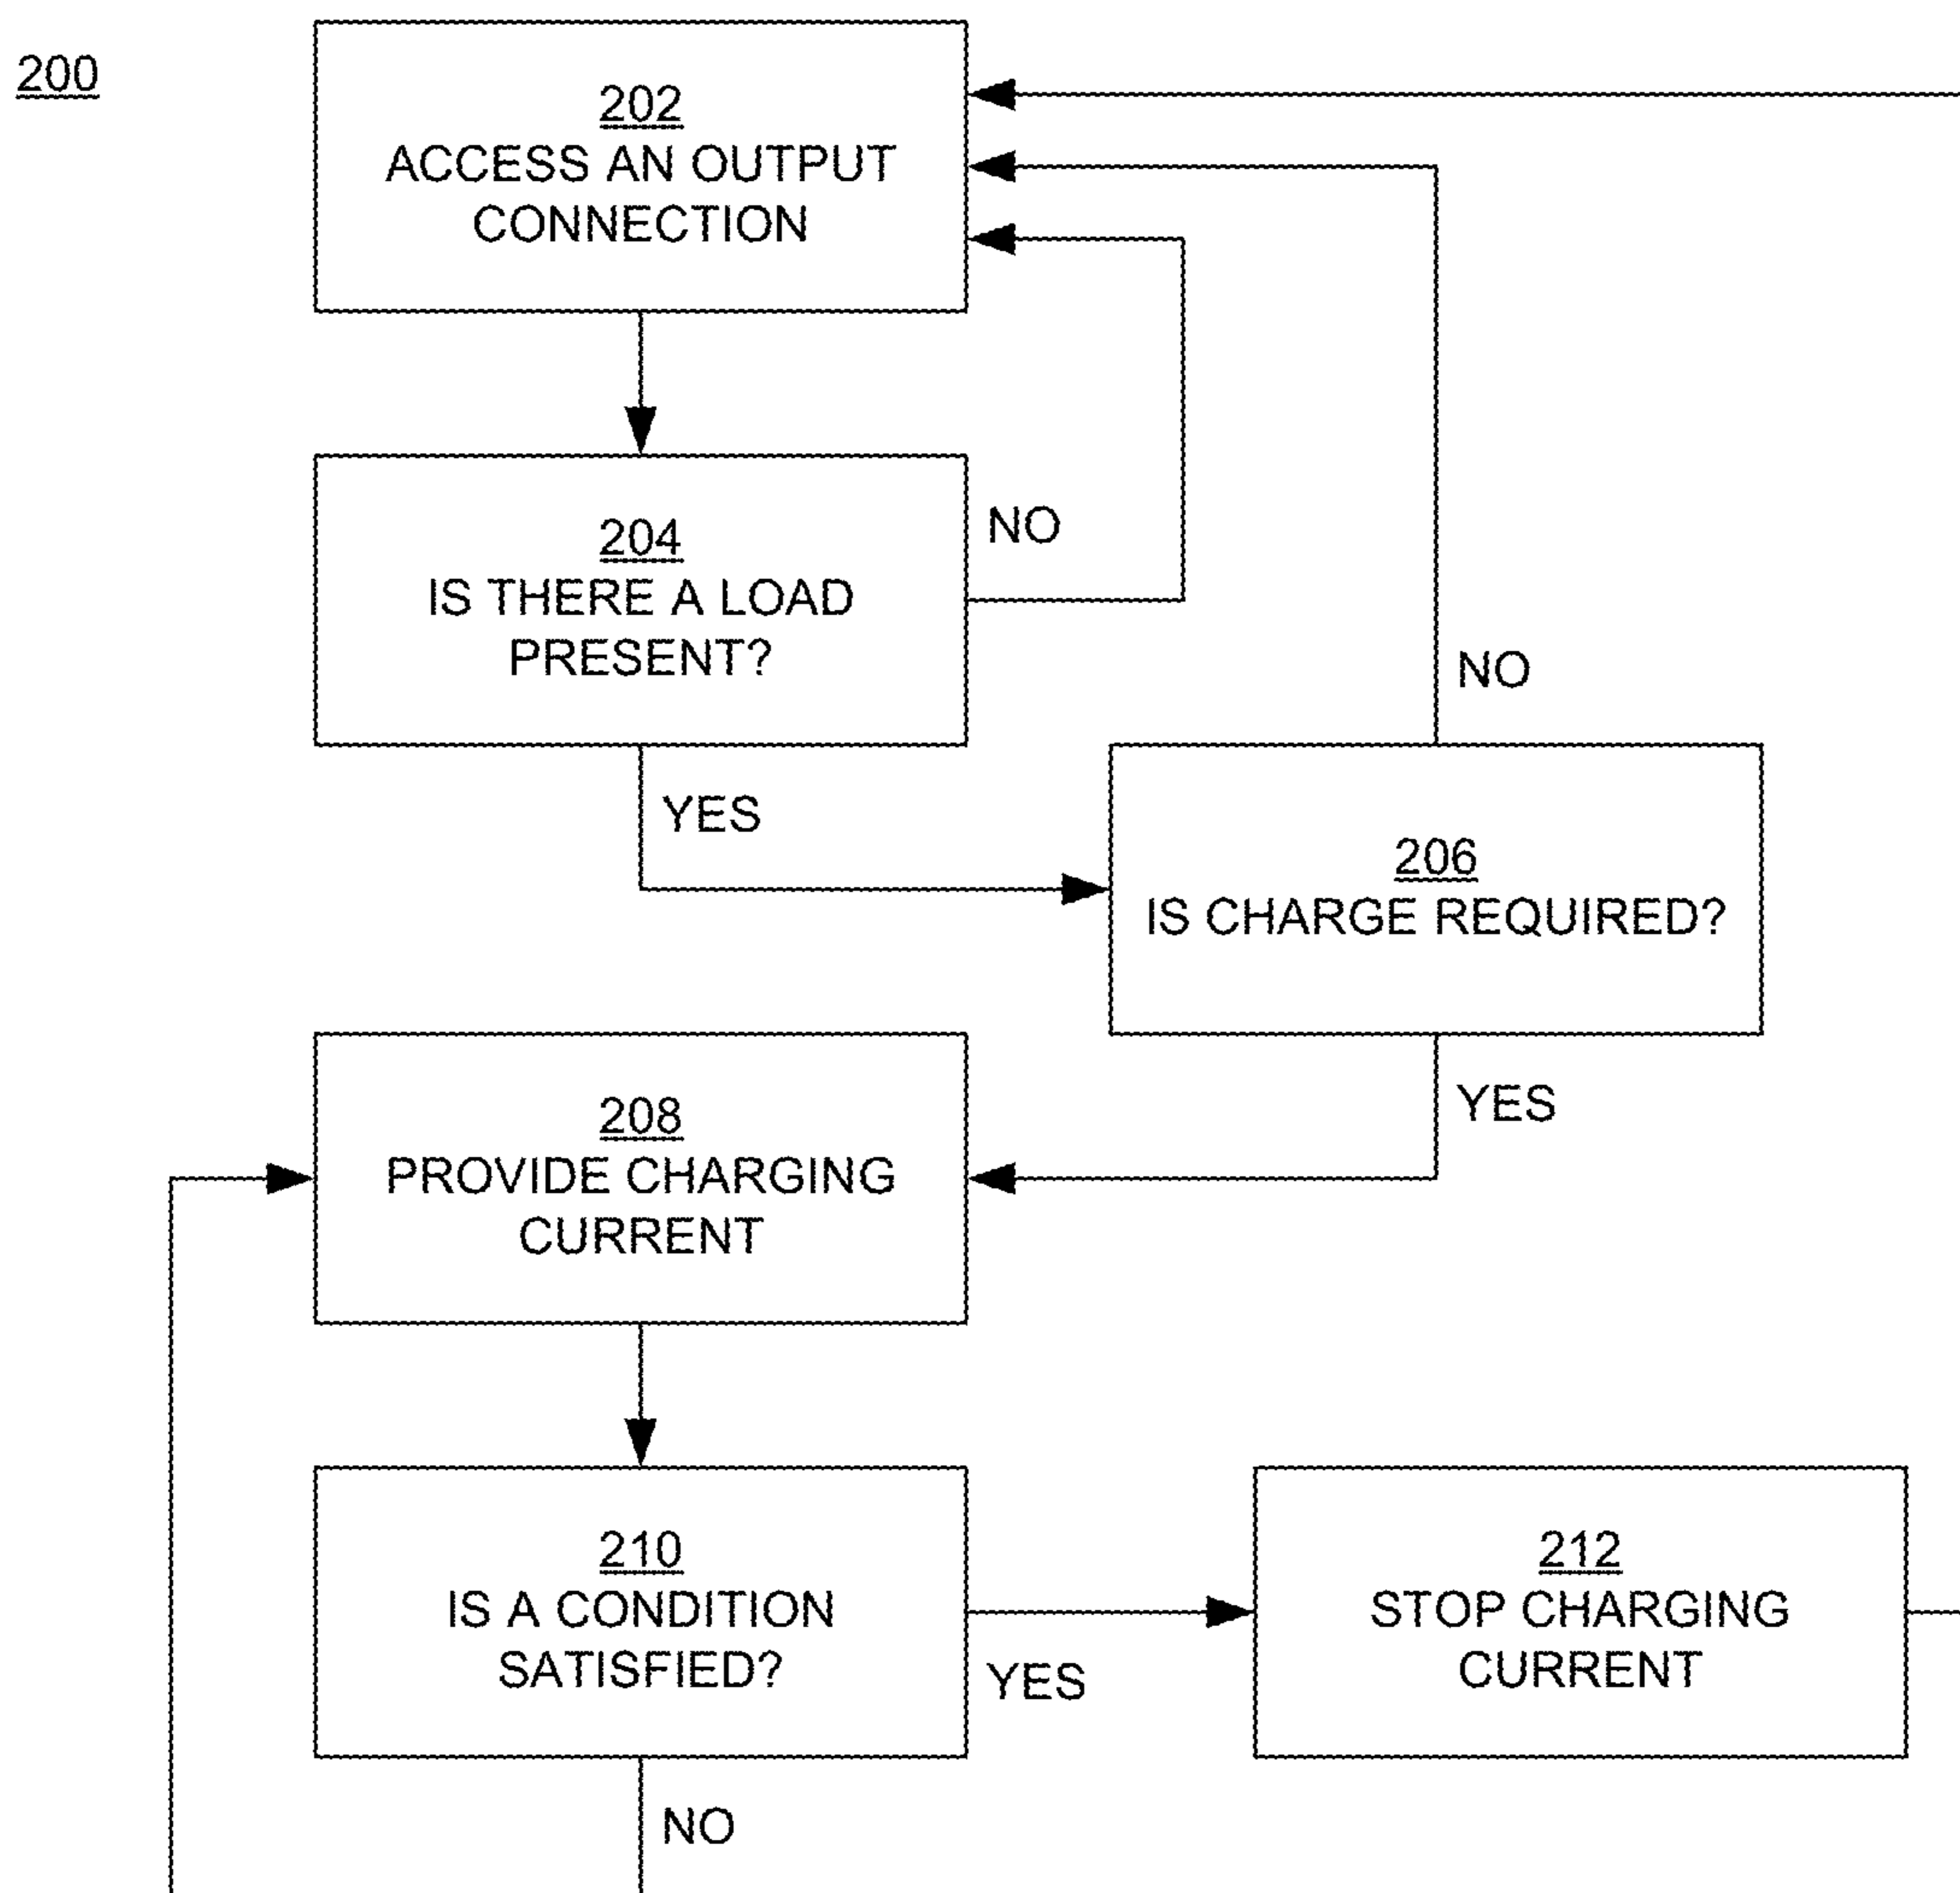 200
202
ACCESS AN OUTPUT
CONNECTION
204
IS THERE A LOAD
PRESENT?
NO
NO
YES
206
IS CHARGE REQUIRED?
YES
208
PROVIDE CHARGING
CURRENT
210
IS A CONDITION
SATISFIED?
YES
212
STOP CHARGING
CURRENT
NO